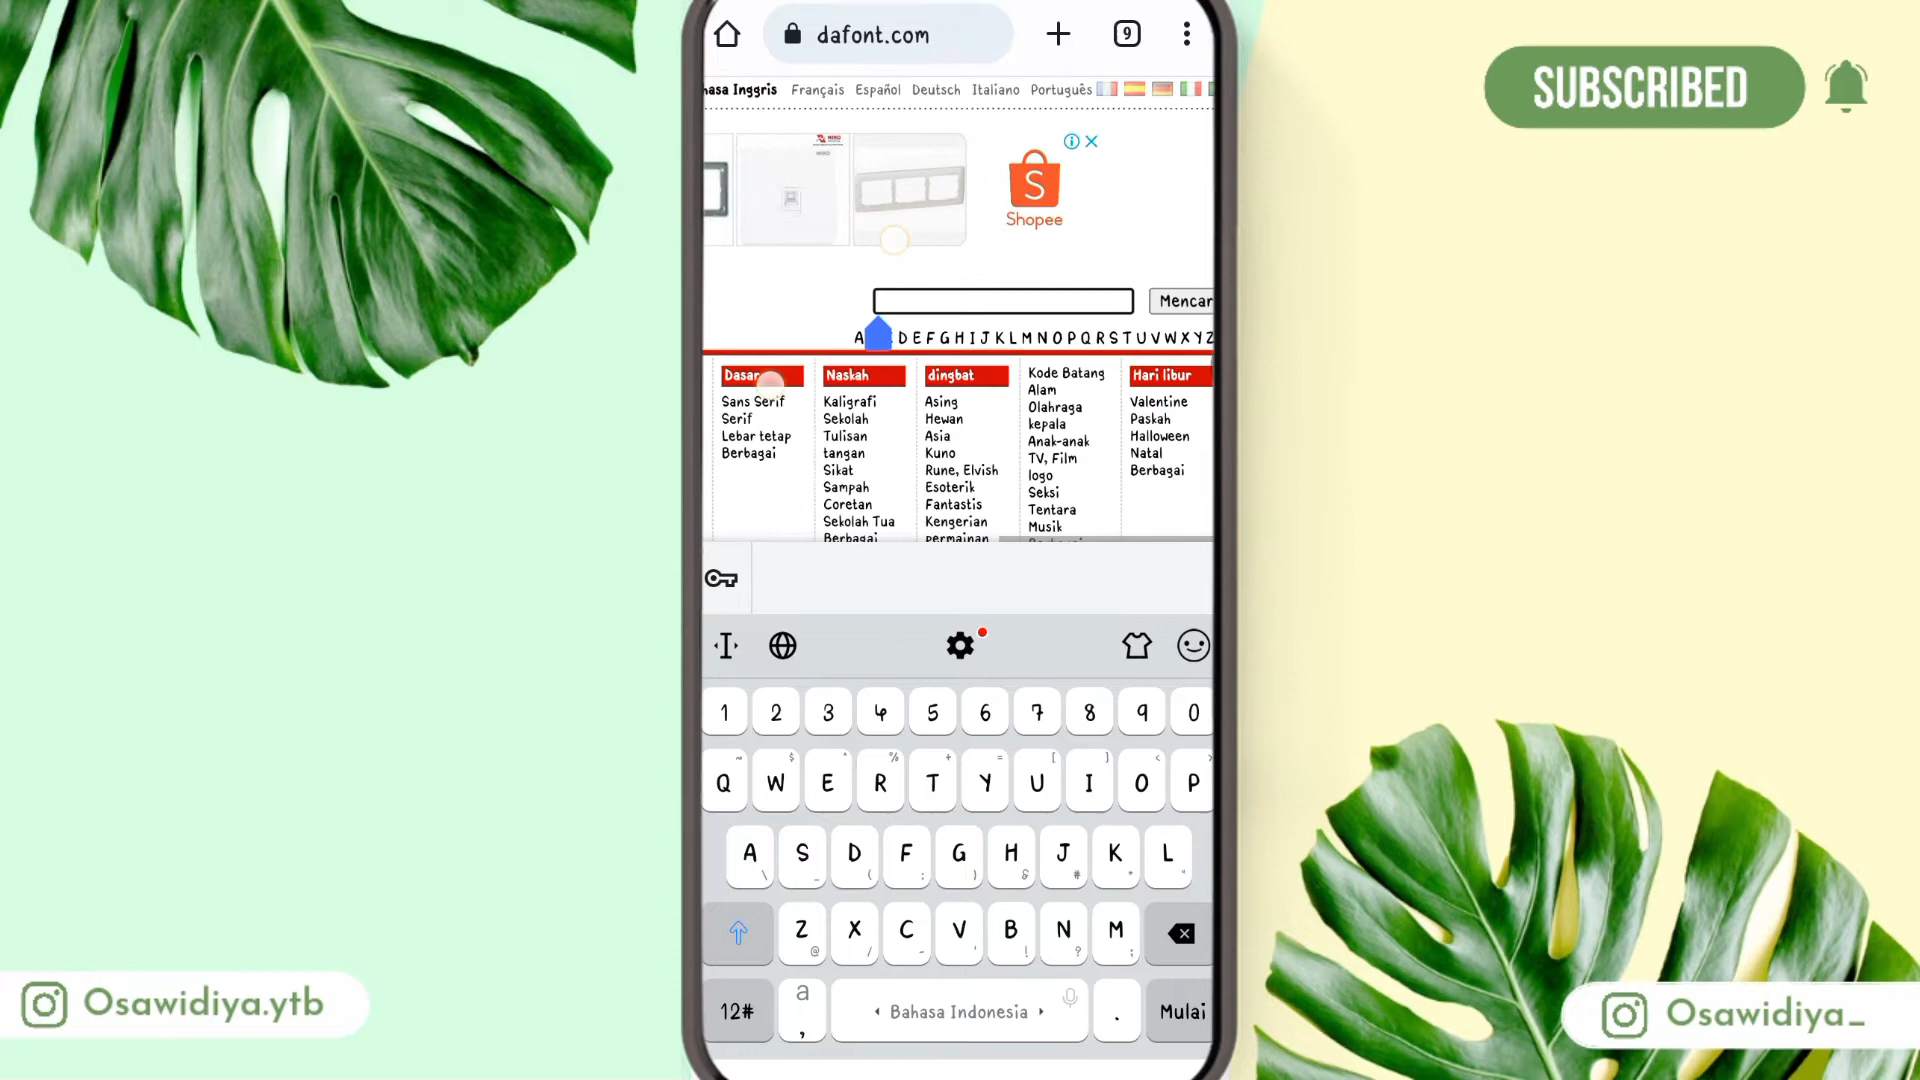 dafont.com
9
SUBSCRIBED
hasa Inggris Français Español Deutsch Italiano Português
NIKO
S
Shopee
Mencar
A D E F G H I J K L M N O P Q R S T U V W X Y Z
Dasar
Sans Serif
Serif
Lebar tetap
Berbagai
Naskah
Kaligrafi
Sekolah
Tulisan
tangan
Sikat
Sampah
Coretan
Sekolah Tua
Berbagai
dingbat
Asing
Hewan
Asia
Kuno
Rune, Elvish
Esoterik
Fantastis
Kengerian
permainan
Kode Batang
Alam
Olahraga
kepala
Anak-anak
TV, Film
logo
Seksi
Tentara
Musik
Hari libur
Valentine
Paskah
Halloween
Natal
Berbagai
1 2 3 4 5 6 7 8 9 0
~ $ ^ % + = [ ] < >
Q W E R T Y U I O P
A S D F G H J K L
\ _ ( : ) & # * "
Z X C V B N M
@ / - ' ! ? ;
12# a , Bahasa Indonesia . Mulai
Osawidiya.ytb
Osawidiya_